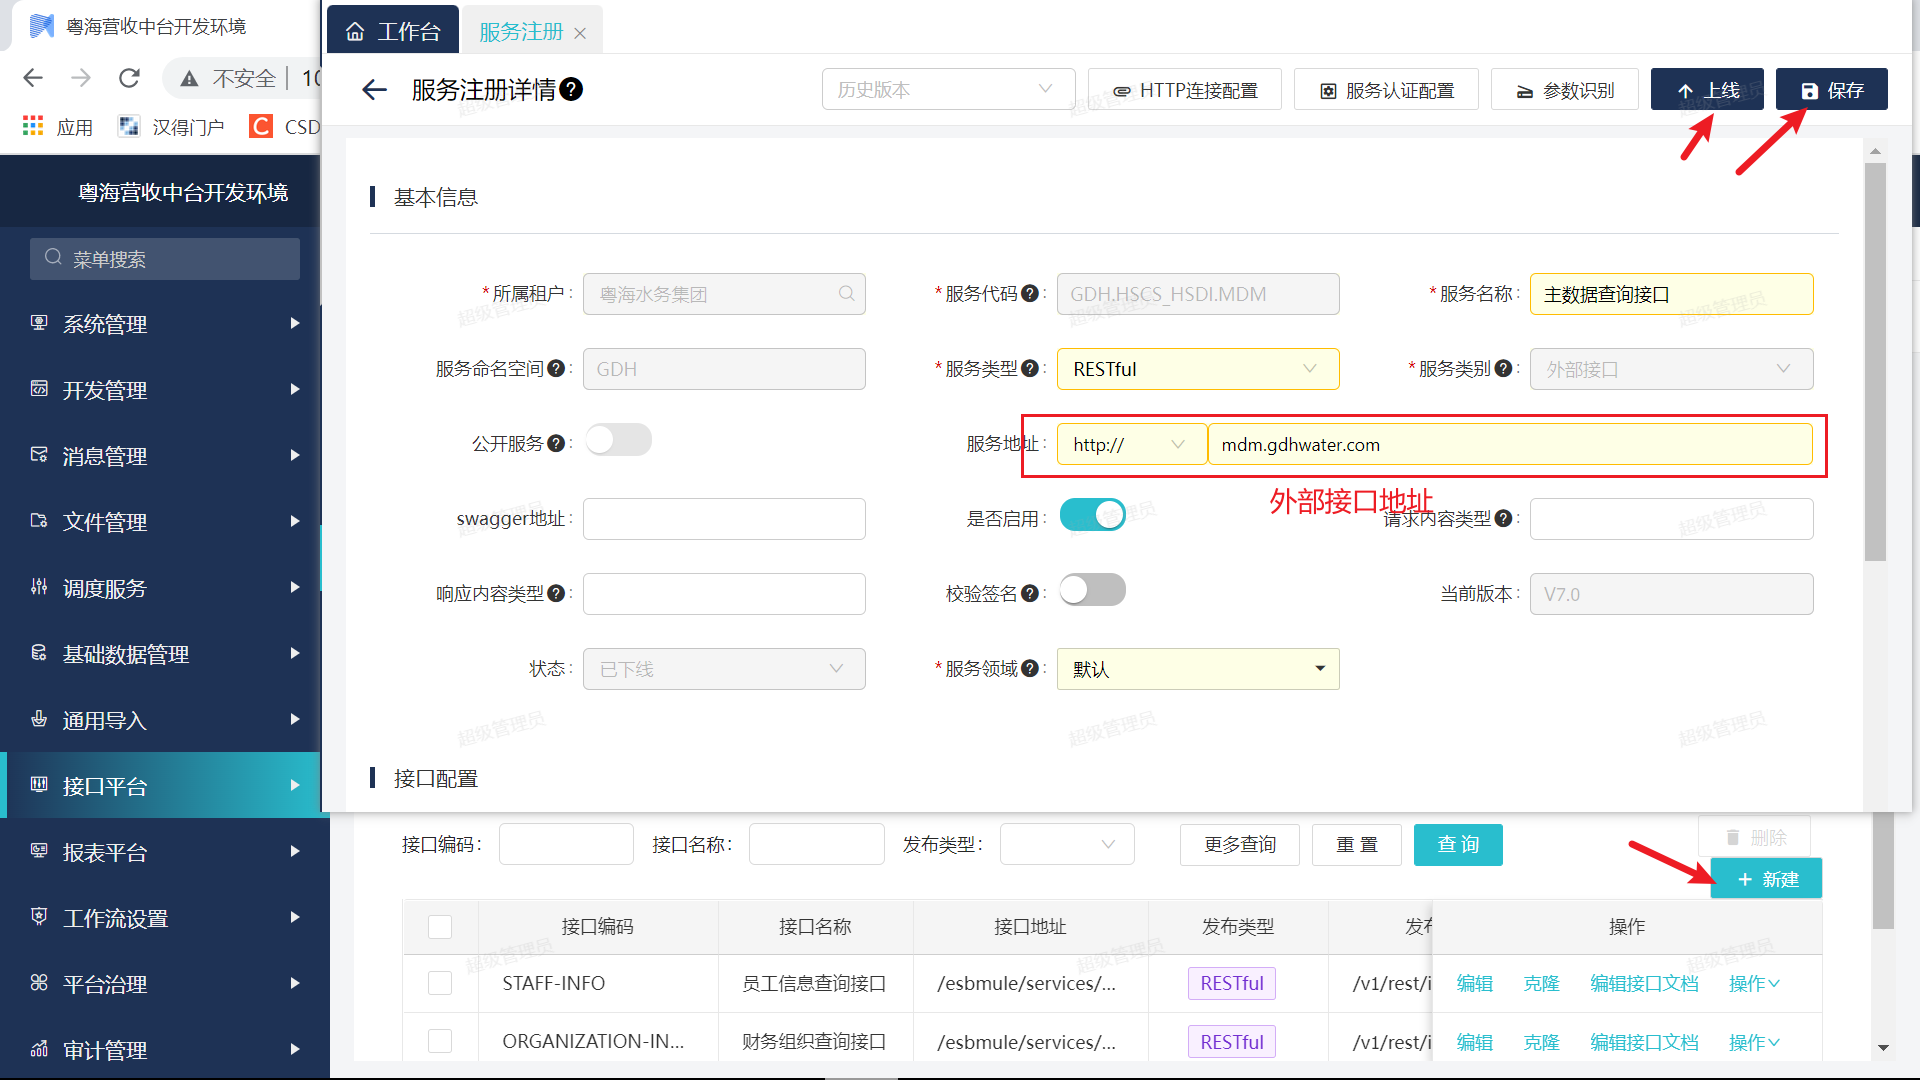 粤海营收中台开发环境
不安全 | 10
应用 汉得门户 CSD
工作台 服务注册
服务注册详情
历史版本 HTTP连接配置 服务认证配置 参数识别 上线 保存
粤海营收中台开发环境
菜单搜索
系统管理
开发管理
消息管理
文件管理
调度服务
基础数据管理
通用导入
接口平台
报表平台
工作流设置
平台治理
审计管理
基本信息
*所属租户: 粤海水务集团 *服务代码: GDH.HSCS_HSDI.MDM *服务名称: 主数据查询接口
服务命名空间: GDH *服务类型: RESTful *服务类别: 外部接口
公开服务: 服务地址: http:// mdm.gdhwater.com
外部接口地址
swagger地址: 是否启用: 请求内容类型:
响应内容类型: 校验签名: 当前版本: V7.0
状态: 已下线 *服务领域: 默认
接口配置
接口编码: 接口名称: 发布类型: 更多查询 重置 查询 删除
+ 新建
接口编码 接口名称 接口地址 发布类型 发布 操作
STAFF-INFO 员工信息查询接口 /esbmule/services/... RESTful /v1/rest/i 编辑 克隆 编辑接口文档 操作
ORGANIZATION-IN... 财务组织查询接口 /esbmule/services/... RESTful /v1/rest/i 编辑 克隆 编辑接口文档 操作
超级管理员